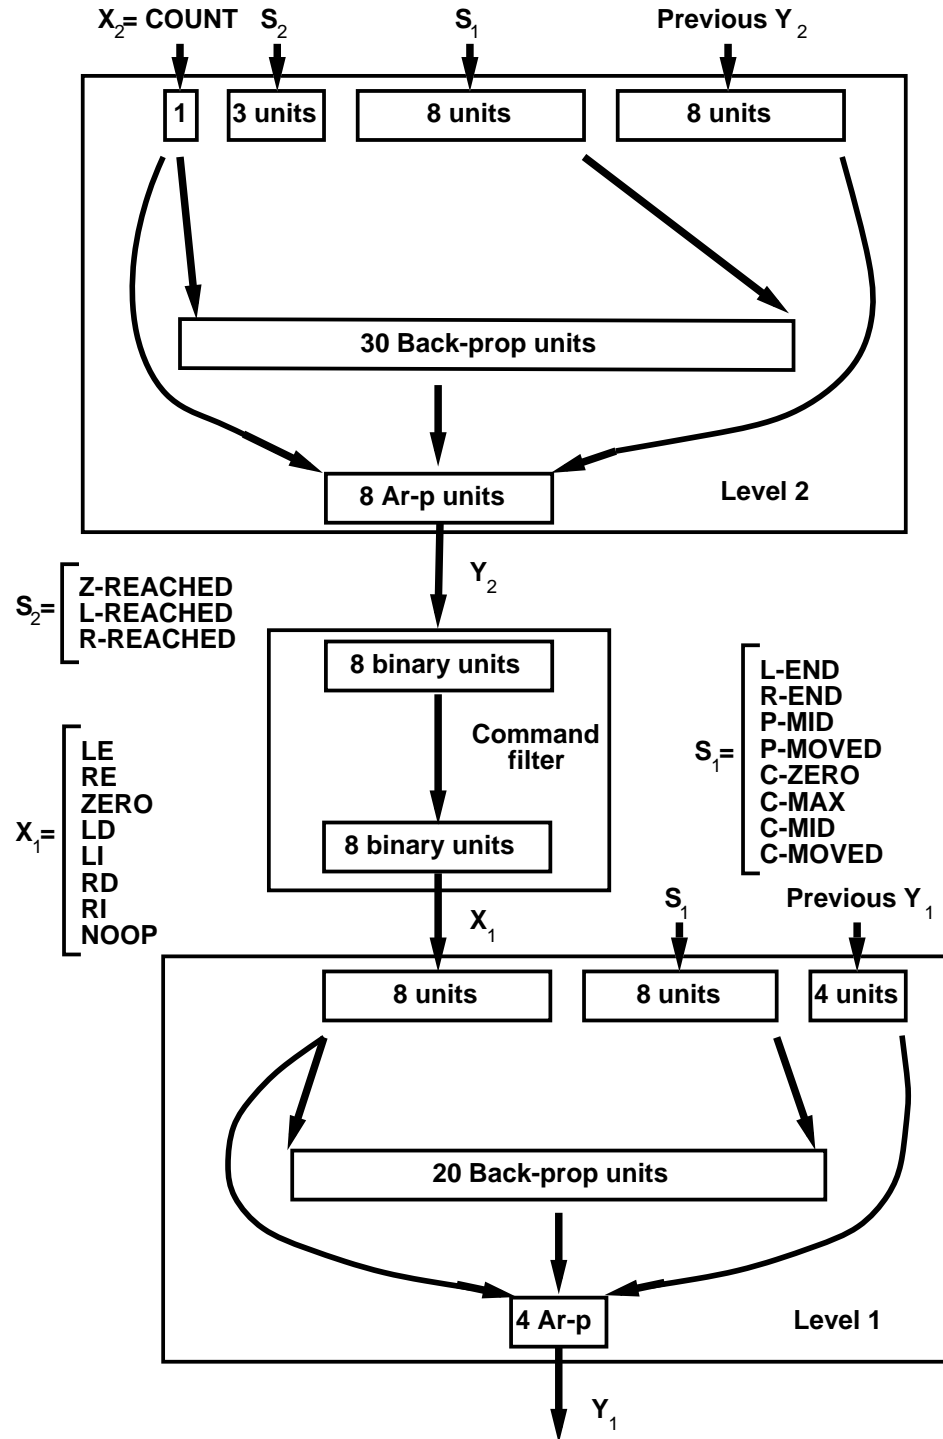 X2= COUNT S2 S1 Previous Y2
1 3 units 8 units 8 units
30 Back-prop units
8 Ar-p units
Level 2
Y2
S2= Z-REACHED
L-REACHED
R-REACHED
8 binary units
Command
filter
8 binary units
X1= LE
RE
ZERO
LD
LI
RD
RI
NOOP
S1= L-END
R-END
P-MID
P-MOVED
C-ZERO
C-MAX
C-MID
C-MOVED
X1 S1 Previous Y1
8 units 8 units 4 units
20 Back-prop units
4 Ar-p
Level 1
Y1